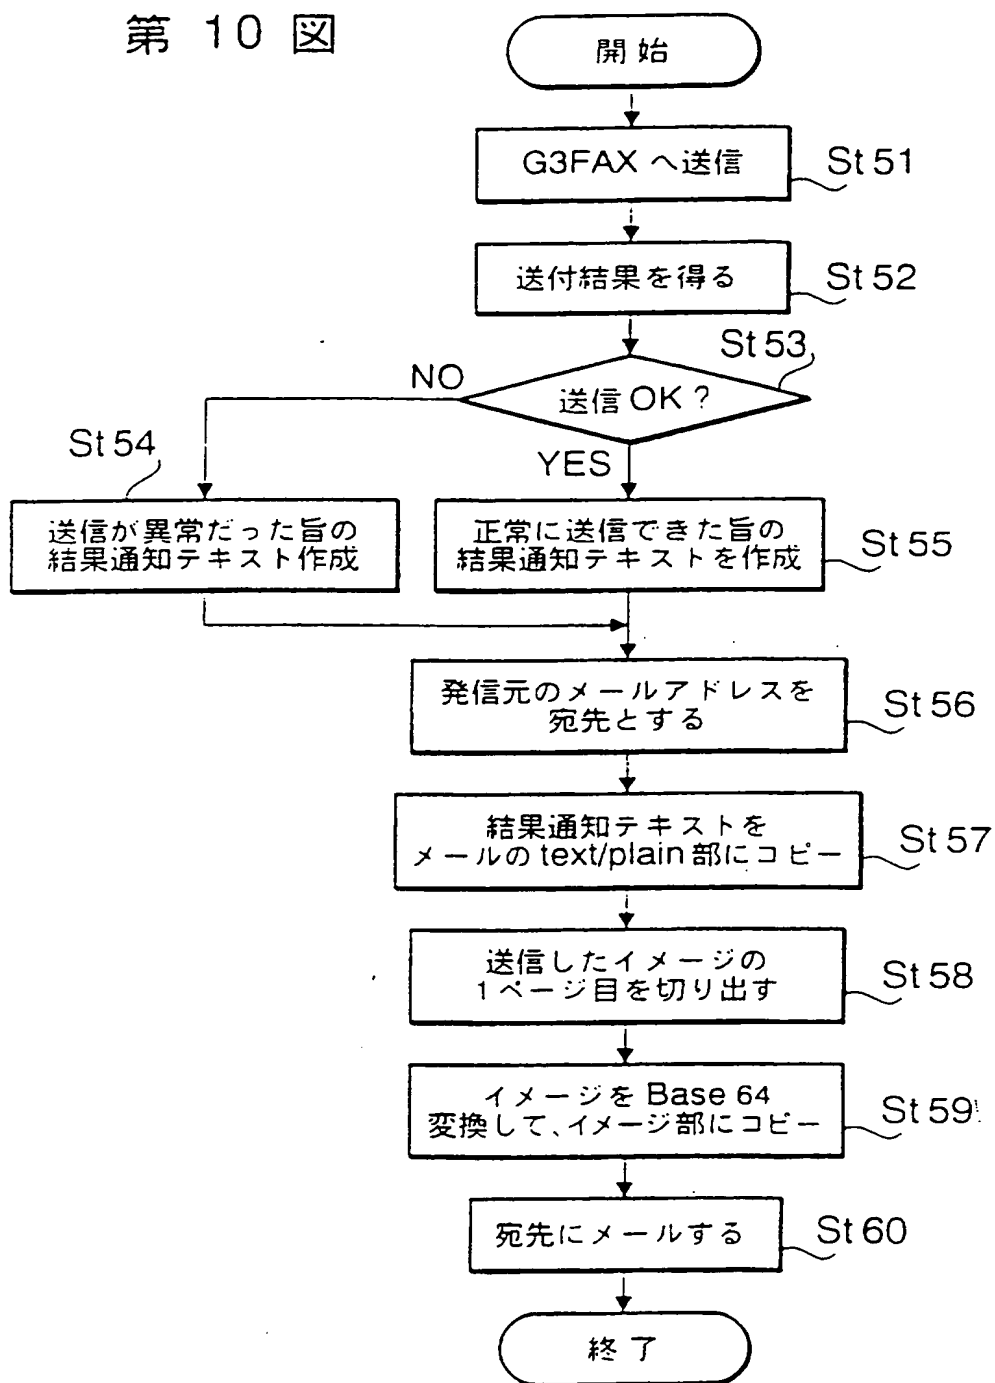 第 10 図
開始
G3FAX へ送信
St 51
送付結果を得る
St 52
St 53
送信 OK ?
NO
YES
St 54
送信が異常だった旨の
結果通知テキスト作成
正常に送信できた旨の
結果通知テキストを作成
St 55
発信元のメールアドレスを
宛先とする
St 56
結果通知テキストを
メールの text/plain 部にコピー
St 57
送信したイメージの
1ページ目を切り出す
St 58
イメージを Base 64
変換して、イメージ部にコピー
St 59
宛先にメールする
St 60
終了